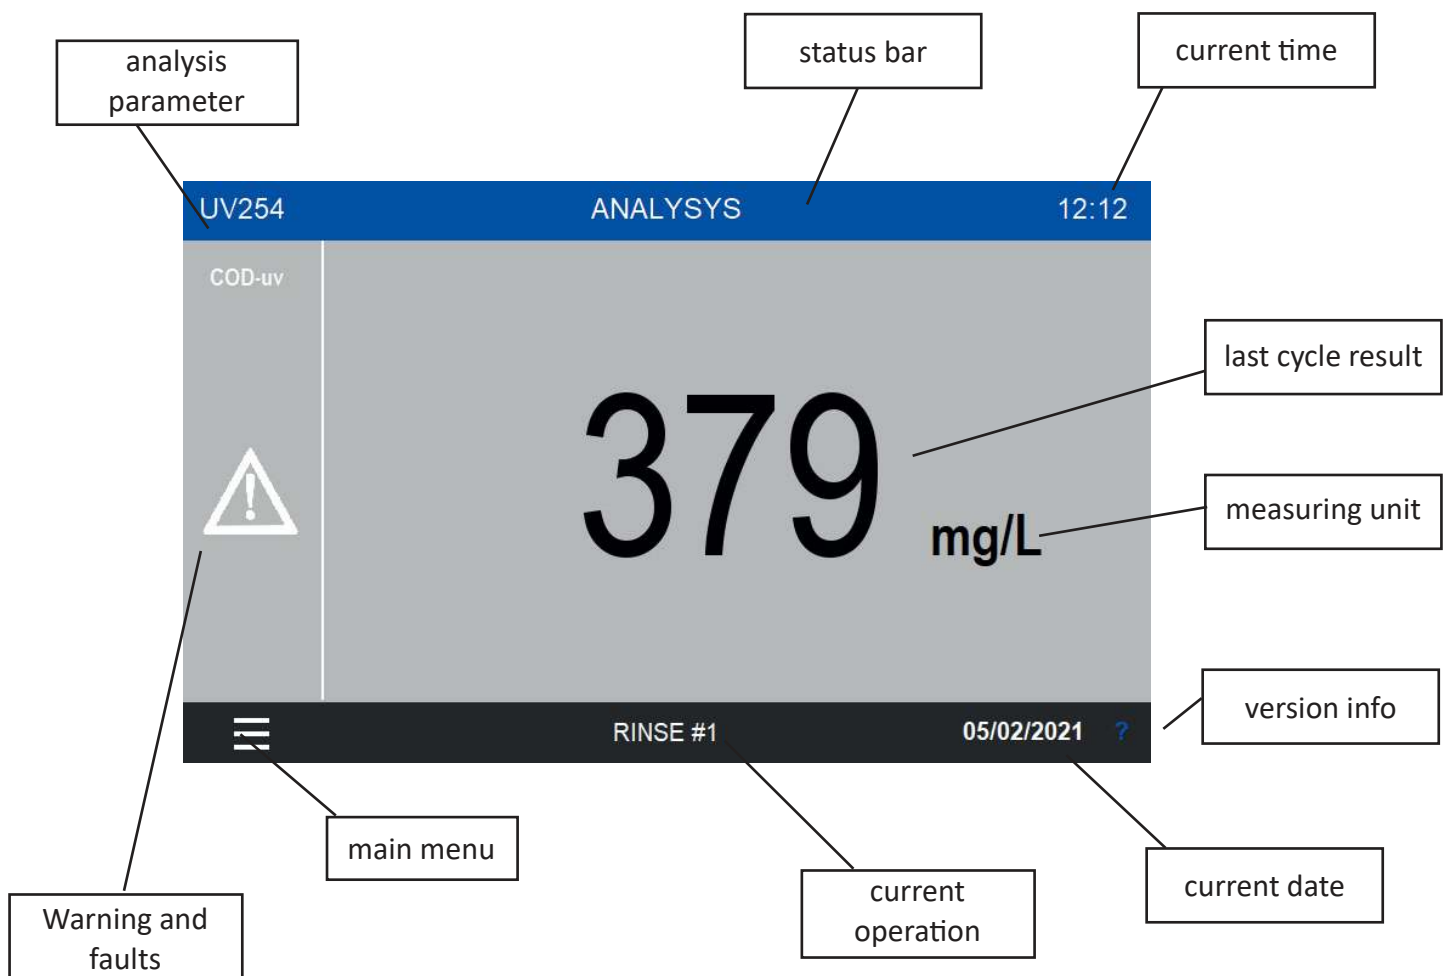 analysis
parameter
status bar
current time
UV254
ANALYSYS
12:12
COD-uv
last cycle result
379
mg/L
measuring unit
version info
RINSE #1
05/02/2021
?
main menu
current
operation
current date
Warning and
faults